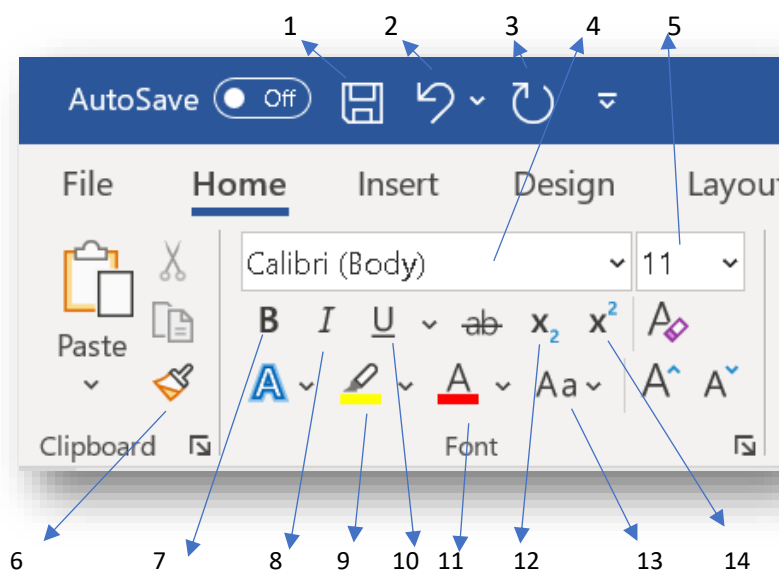 1 2 3 4 5
AutoSave Off
File Home Insert Design Layou
Calibri (Body) 11
B I U ab x₂ x² A
Paste
A A Aa A A
Clipboard Font
6 7 8 9 10 11 12 13 14